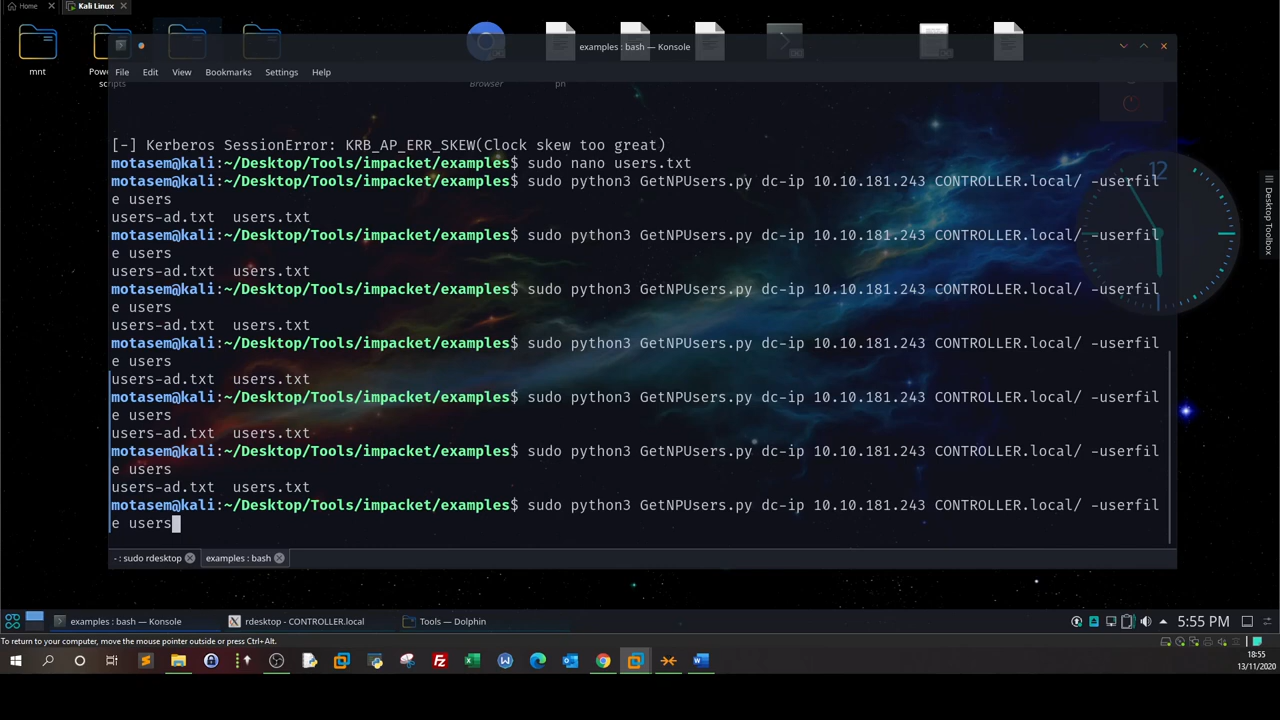 Home
Kali Linux
mnt
Pow
scripts
Browser
ph
examples : bash — Konsole
File Edit View Bookmarks Settings Help
[-] Kerberos SessionError: KRB_AP_ERR_SKEW(Clock skew too great)
motasem@kali:~/Desktop/Tools/impacket/examples$ sudo nano users.txt
motasem@kali:~/Desktop/Tools/impacket/examples$ sudo python3 GetNPUsers.py dc-ip 10.10.181.243 CONTROLLER.local/ -userfil
e users
users-ad.txt users.txt
motasem@kali:~/Desktop/Tools/impacket/examples$ sudo python3 GetNPUsers.py dc-ip 10.10.181.243 CONTROLLER.local/ -userfil
e users
users-ad.txt users.txt
motasem@kali:~/Desktop/Tools/impacket/examples$ sudo python3 GetNPUsers.py dc-ip 10.10.181.243 CONTROLLER.local/ -userfil
e users
users-ad.txt users.txt
motasem@kali:~/Desktop/Tools/impacket/examples$ sudo python3 GetNPUsers.py dc-ip 10.10.181.243 CONTROLLER.local/ -userfil
e users
users-ad.txt users.txt
motasem@kali:~/Desktop/Tools/impacket/examples$ sudo python3 GetNPUsers.py dc-ip 10.10.181.243 CONTROLLER.local/ -userfil
e users
users-ad.txt users.txt
motasem@kali:~/Desktop/Tools/impacket/examples$ sudo python3 GetNPUsers.py dc-ip 10.10.181.243 CONTROLLER.local/ -userfil
e users
users-ad.txt users.txt
motasem@kali:~/Desktop/Tools/impacket/examples$ sudo python3 GetNPUsers.py dc-ip 10.10.181.243 CONTROLLER.local/ -userfil
e users
12
Desktop Toolbox
- : sudo rdesktop
examples : bash
examples : bash — Konsole
rdesktop - CONTROLLER.local
Tools — Dolphin
5:55 PM
To return to your computer, move the mouse pointer outside or press Ctrl+Alt.
18:55
13/11/2020